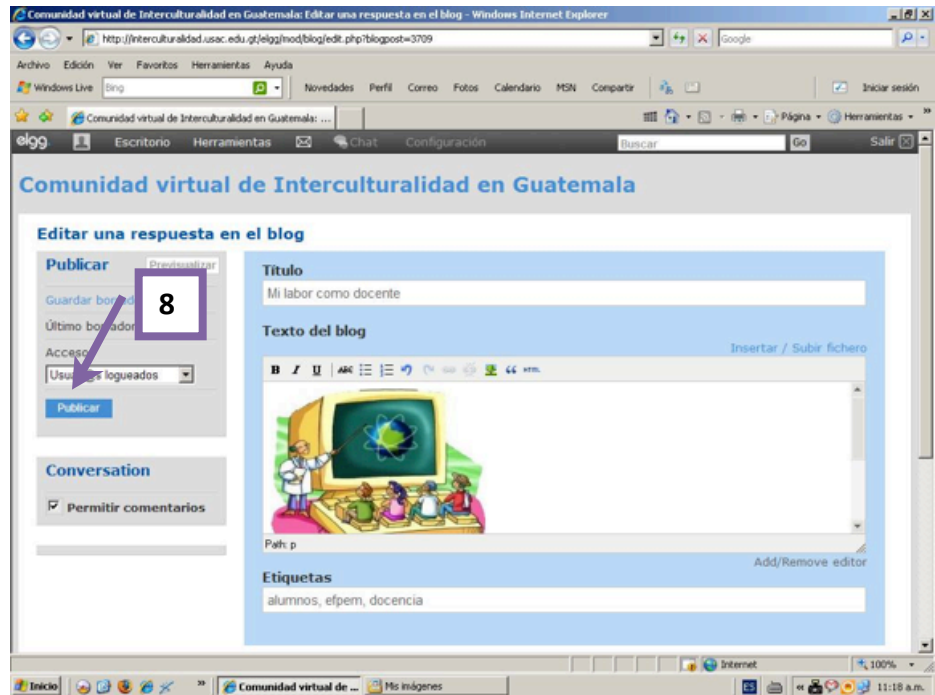 Comunidad virtual de Interculturalidad en Guatemala: Editar una respuesta en el blog - Windows Internet Explorer
http://interculturalidad.usac.edu.gt/elgg/mod/blog/edit.php?blogpost=3709
Google
Archivo Edición Ver Favoritos Herramientas Ayuda
Windows Live Bing Novedades Perfil Correo Fotos Calendario MSN Compartir Iniciar sesión
Comunidad virtual de Interculturalidad en Guatemala: ... Página Herramientas
elgg Escritorio Herramientas Chat Configuración Buscar Go Salir
Comunidad virtual de Interculturalidad en Guatemala
Editar una respuesta en el blog
Publicar Previsualizar
Guardar
Último
Acceso
logueados
Publicar
8
Conversation
Permitir comentarios
Título
Mi labor como docente
Texto del blog
Insertar / Subir fichero
B I U ABC HTML
Path: p
Add/Remove editor
Etiquetas
alumnos, efpem, docencia
Internet 100%
Inicio Comunidad virtual de ... Mis imágenes ES 11:18 a.m.